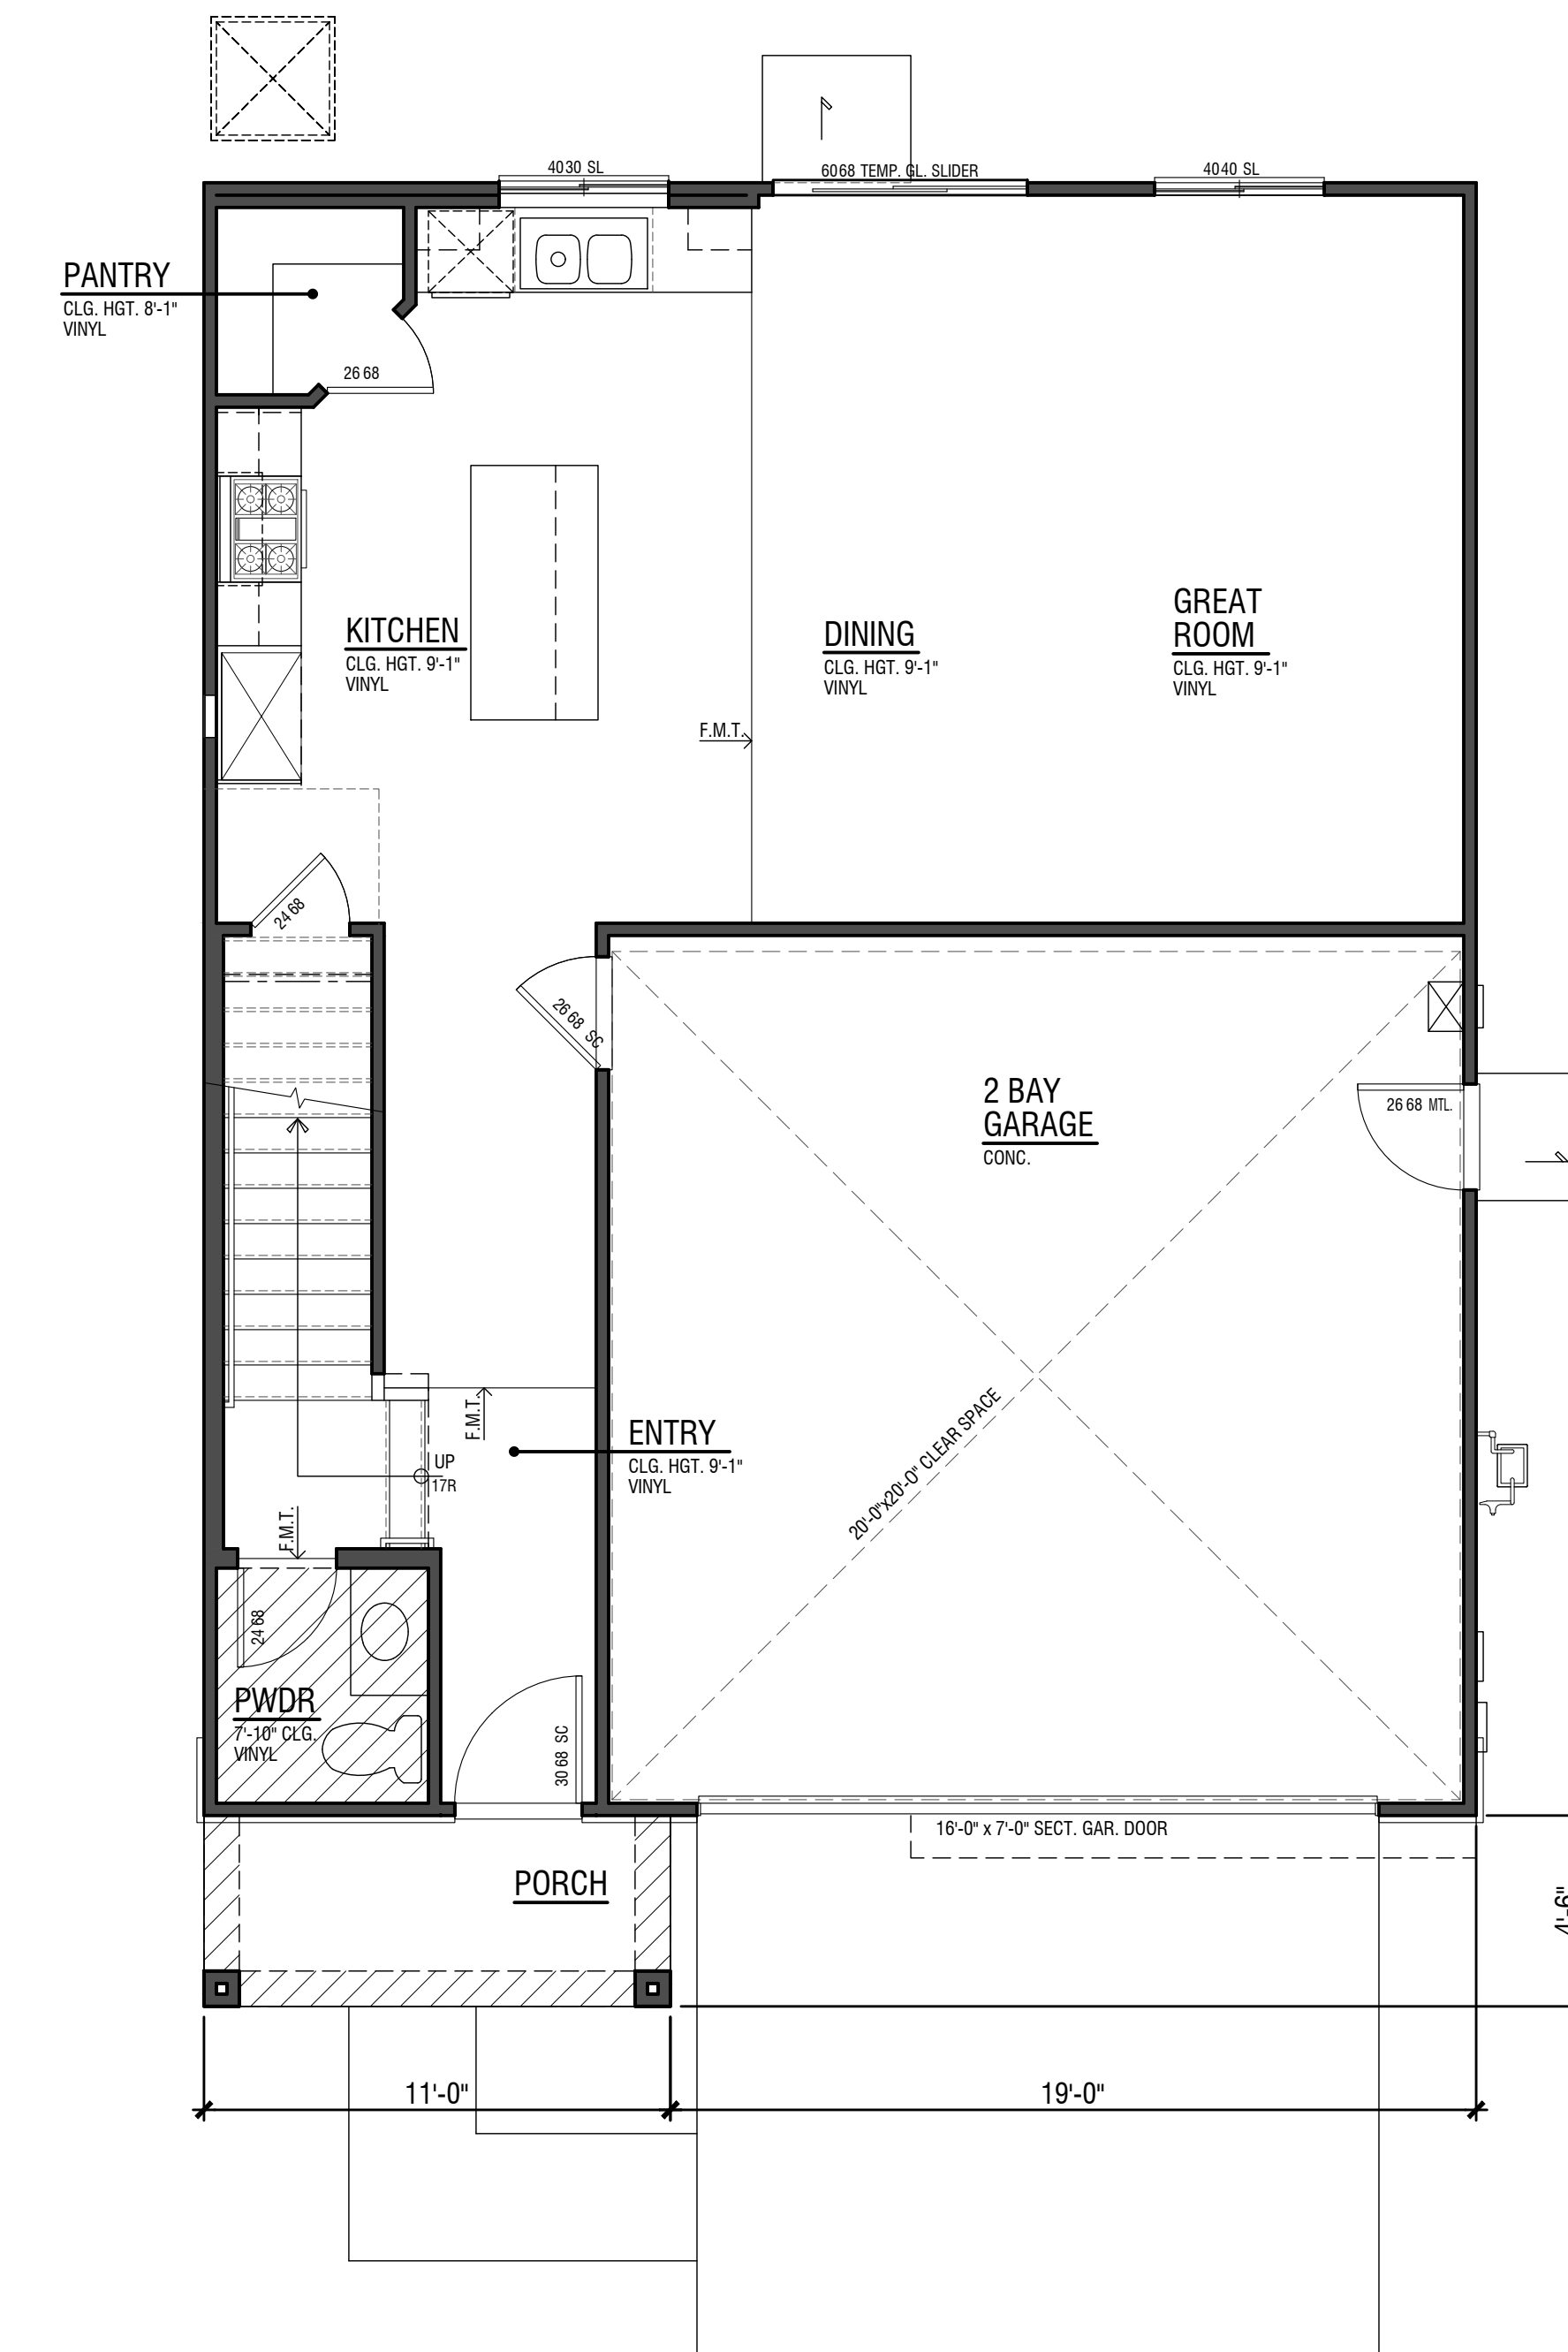 4030 SL
6068 TEMP. GL. SLIDER
4040 SL
PANTRY
CLG. HGT. 8'-1"
VINYL
2668
KITCHEN
CLG. HGT. 9'-1"
VINYL
DINING
CLG. HGT. 9'-1"
VINYL
GREAT
ROOM
CLG. HGT. 9'-1"
VINYL
F.M.T.
2468
2668 SC
2 BAY
GARAGE
CONC.
2668 MTL.
20'-0"x20'-0" CLEAR SPACE
F.M.T.
ENTRY
CLG. HGT. 9'-1"
VINYL
UP
17R
F.M.T.
2468
PWDR
7'-10" CLG.
VINYL
3068 SC
16'-0" x 7'-0" SECT. GAR. DOOR
PORCH
4'-6"
11'-0"
19'-0"